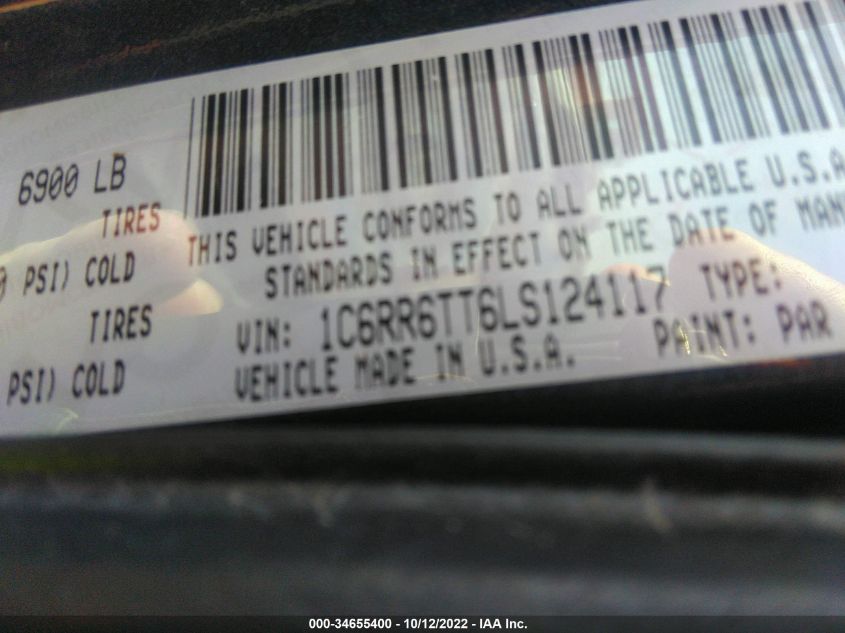 6900 LB
TIRES
0 PSI) COLD
TIRES
PSI) COLD
THIS VEHICLE CONFORMS TO ALL APPLICABLE U.S.A
STANDARDS IN EFFECT ON THE DATE OF MAN
VIN: 1C6RR6TT6LS124117 TYPE:
VEHICLE MADE IN U.S.A. PAINT: PAR
000-34655400 - 10/12/2022 - IAA Inc.